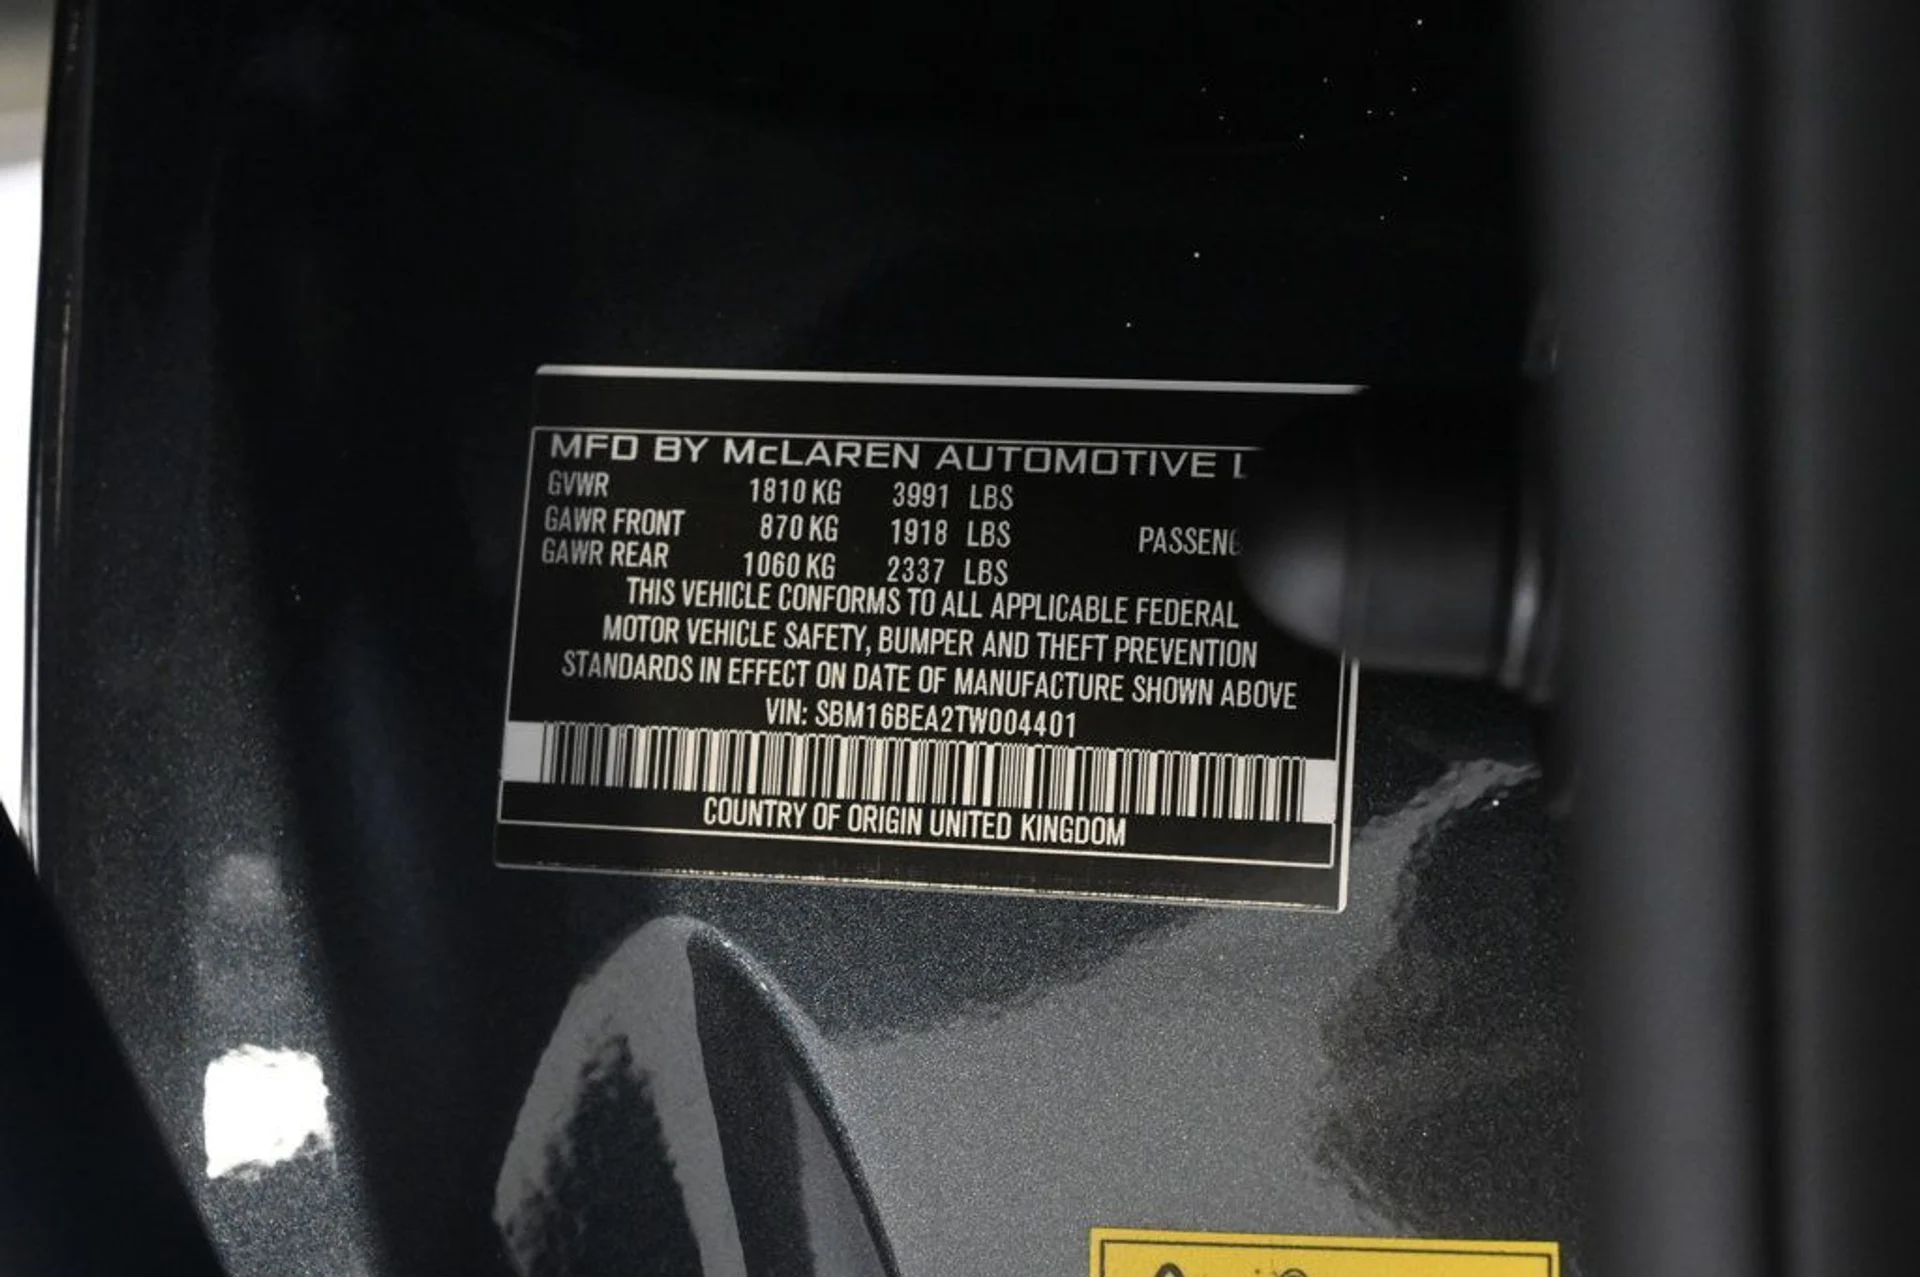 MFD BY McLAREN AUTOMOTIVE
GVWR 1810 KG 3991 LBS
GAWR FRONT 870 KG 1918 LBS PASSENG
GAWR REAR 1060 KG 2337 LBS
THIS VEHICLE CONFORMS TO ALL APPLICABLE FEDERAL
MOTOR VEHICLE SAFETY, BUMPER AND THEFT PREVENTION
STANDARDS IN EFFECT ON DATE OF MANUFACTURE SHOWN ABOVE
VIN: SBM16BEA2TW004401
COUNTRY OF ORIGIN UNITED KINGDOM